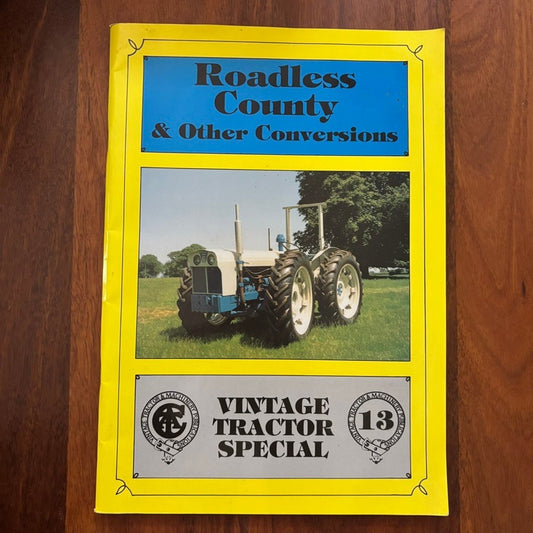 Roadless
County
& Other Conversions
VINTAGE
TRACTOR
SPECIAL
13